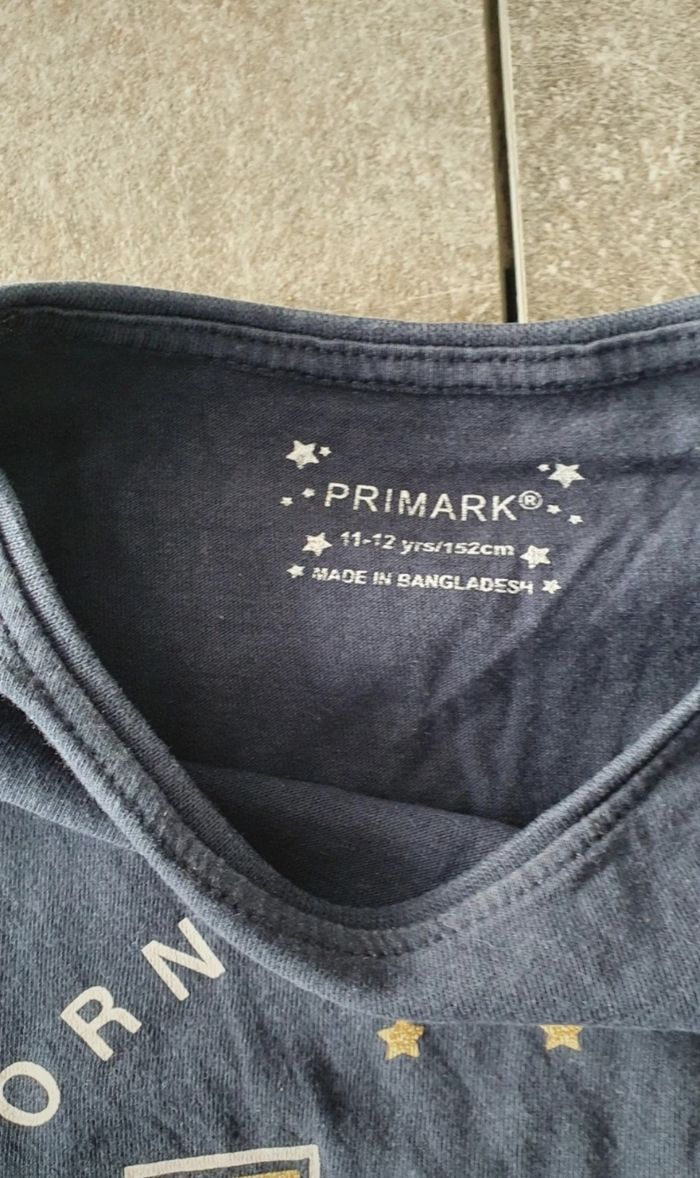 PRIMARK®
11-12 yrs/152cm
MADE IN BANGLADESH
ORN